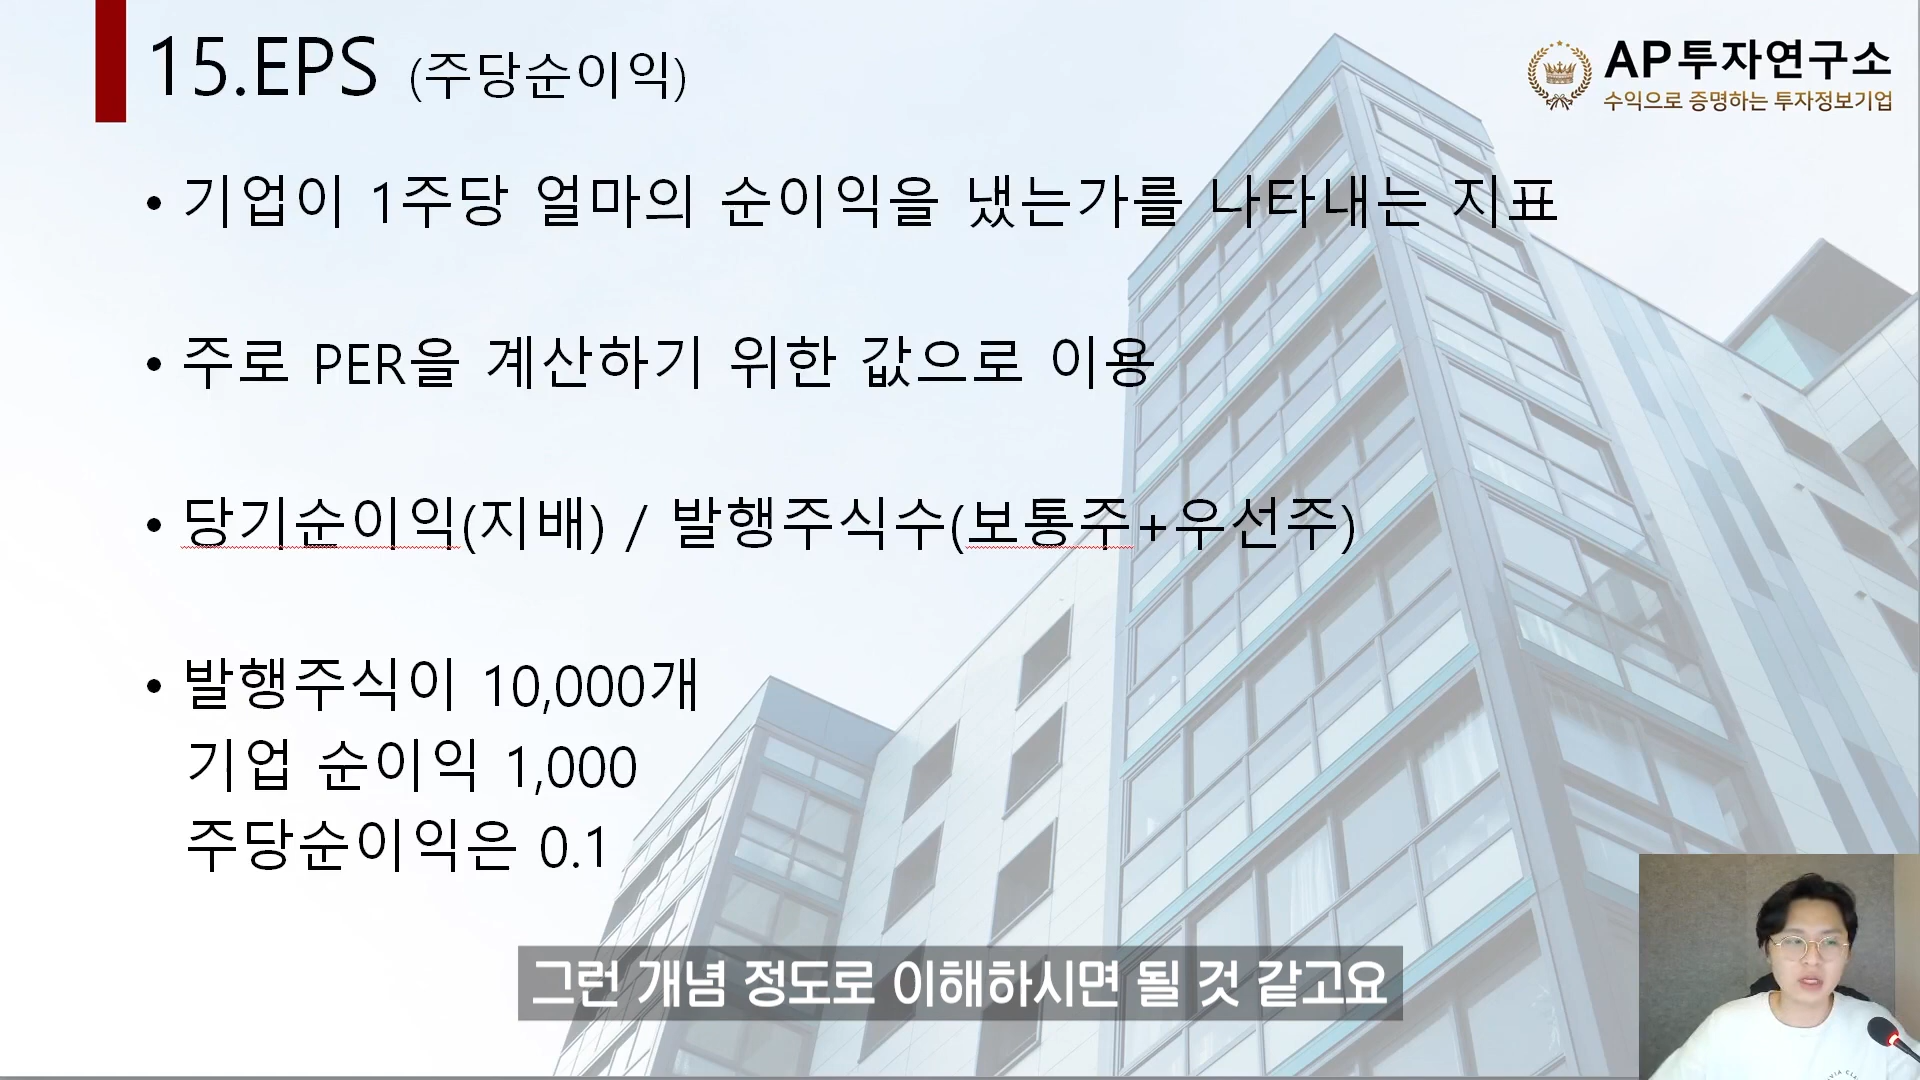 15.EPS (주당순이익)
AP투자연구소
수익으로 증명하는 투자정보기업
• 기업이 1주당 얼마의 순이익을 냈는가를 나타내는 지표
• 주로 PER을 계산하기 위한 값으로 이용
• 당기순이익(지배) / 발행주식수(보통주+우선주)
• 발행주식이 10,000개
기업 순이익 1,000
주당순이익은 0.1
그런 개념 정도로 이해하시면 될 것 같고요